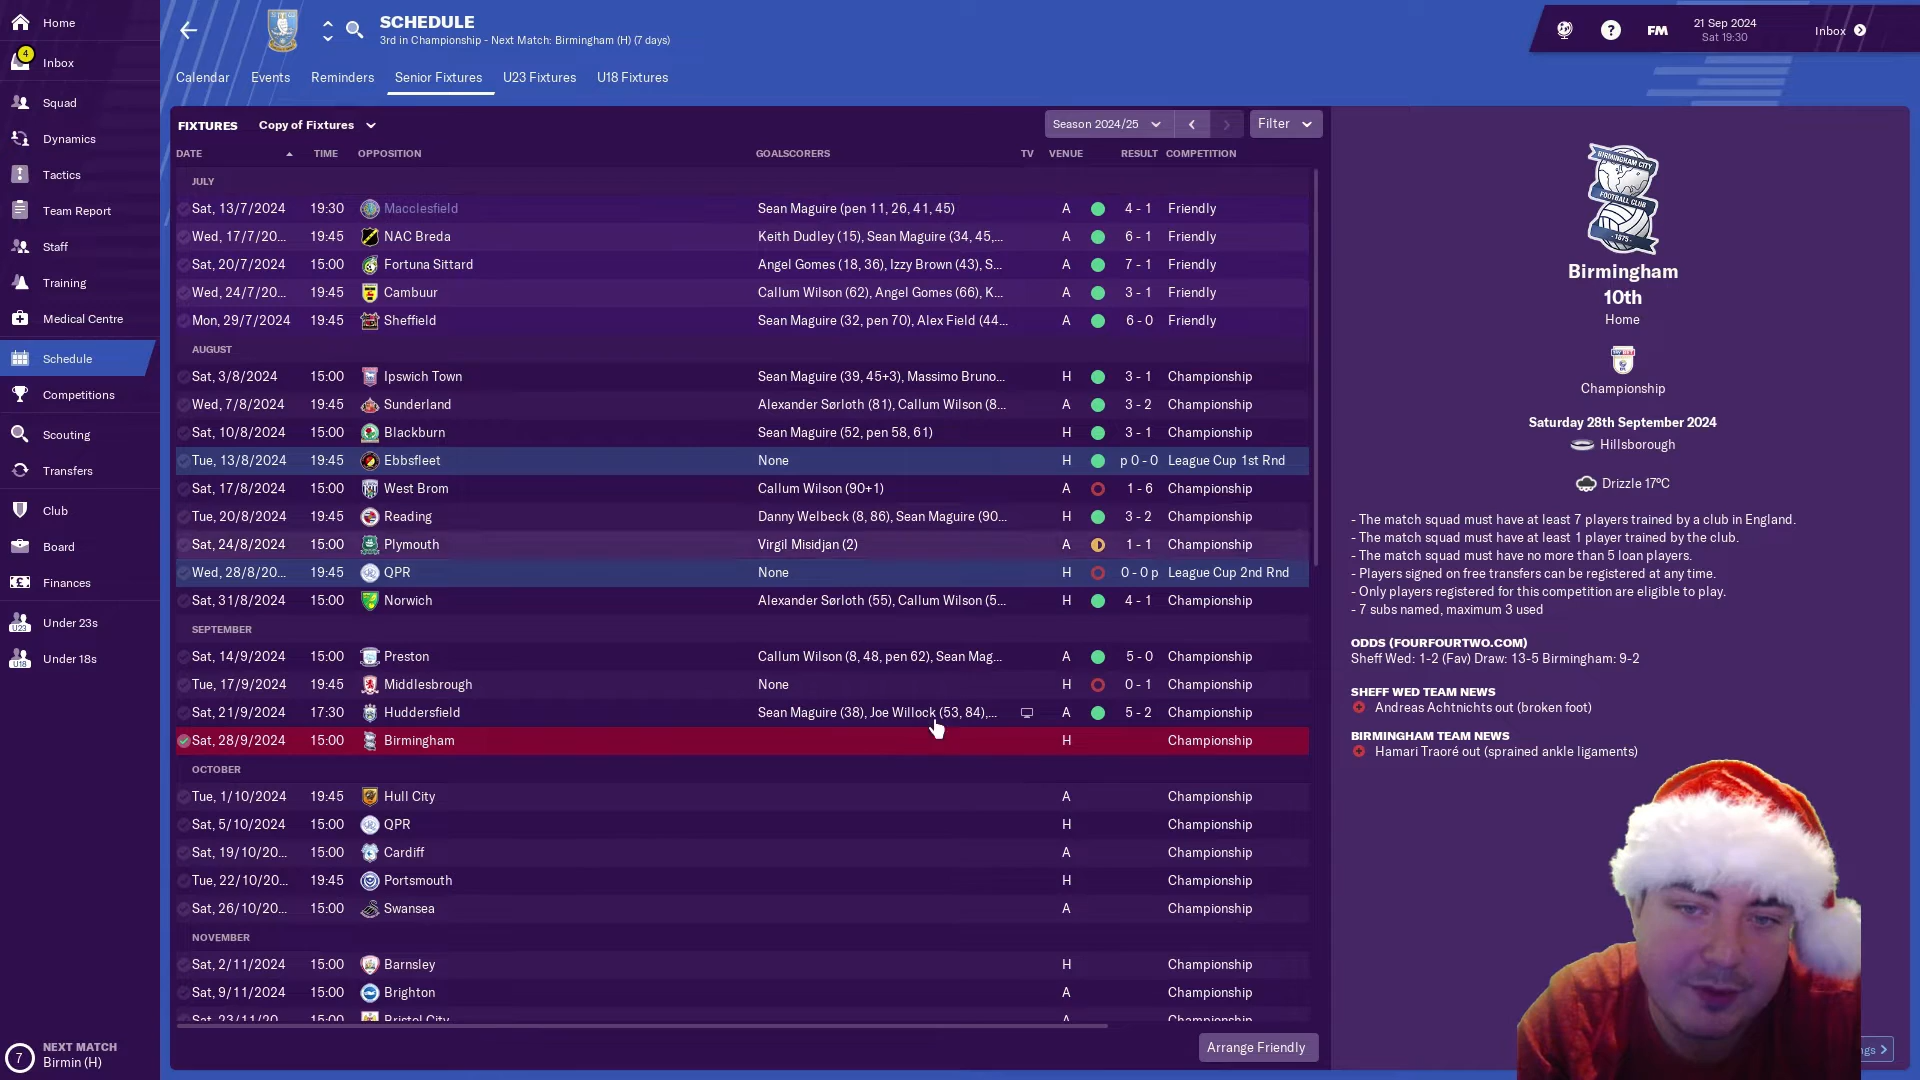 Home
4
Inbox
Squad
Dynamics
Tactics
Team Report
Staff
Training
Medical Centre
Schedule
Competitions
Scouting
Transfers
Club
Board
Finances
U23 Under 23s
U18 Under 18s
7 NEXT MATCH
Birmin (H)
SCHEDULE
3rd in Championship - Next Match: Birmingham (H) (7 days)
? FM 21 Sep 2024 Inbox
Sat 19:30
Calendar Events Reminders Senior Fixtures U23 Fixtures U18 Fixtures
FIXTURES Copy of Fixtures Season 2024/25 Filter
DATE TIME OPPOSITION GOALSCORERS TV VENUE RESULT COMPETITION
JULY
Sat, 13/7/2024 19:30 Macclesfield Sean Maguire (pen 11, 26, 41, 45) A 4 - 1 Friendly
Wed, 17/7/20... 19:45 NAC Breda Keith Dudley (15), Sean Maguire (34, 45,... A 6 - 1 Friendly
Sat, 20/7/2024 15:00 Fortuna Sittard Angel Gomes (18, 36), Izzy Brown (43), S... A 7 - 1 Friendly
Wed, 24/7/20... 19:45 Cambuur Callum Wilson (62), Angel Gomes (66), K... A 3 - 1 Friendly
Mon, 29/7/2024 19:45 Sheffield Sean Maguire (32, pen 70), Alex Field (44... A 6 - 0 Friendly
AUGUST
Sat, 3/8/2024 15:00 Ipswich Town Sean Maguire (39, 45+3), Massimo Bruno... H 3 - 1 Championship
Wed, 7/8/2024 19:45 Sunderland Alexander Sørloth (81), Callum Wilson (8... A 3 - 2 Championship
Sat, 10/8/2024 15:00 Blackburn Sean Maguire (52, pen 58, 61) H 3 - 1 Championship
Tue, 13/8/2024 19:45 Ebbsfleet None H p 0 - 0 League Cup 1st Rnd
Sat, 17/8/2024 15:00 West Brom Callum Wilson (90+1) A 1 - 6 Championship
Tue, 20/8/2024 19:45 Reading Danny Welbeck (8, 86), Sean Maguire (90... H 3 - 2 Championship
Sat, 24/8/2024 15:00 Plymouth Virgil Misidjan (2) A 1 - 1 Championship
Wed, 28/8/20... 19:45 QPR None H 0 - 0 p League Cup 2nd Rnd
Sat, 31/8/2024 15:00 Norwich Alexander Sørloth (55), Callum Wilson (5... H 4 - 1 Championship
SEPTEMBER
Sat, 14/9/2024 15:00 Preston Callum Wilson (8, 48, pen 62), Sean Mag... A 5 - 0 Championship
Tue, 17/9/2024 19:45 Middlesbrough None H 0 - 1 Championship
Sat, 21/9/2024 17:30 Huddersfield Sean Maguire (38), Joe Willock (53, 84),... A 5 - 2 Championship
Sat, 28/9/2024 15:00 Birmingham H Championship
OCTOBER
Tue, 1/10/2024 19:45 Hull City A Championship
Sat, 5/10/2024 15:00 QPR H Championship
Sat, 19/10/20... 15:00 Cardiff A Championship
Tue, 22/10/20... 19:45 Portsmouth H Championship
Sat, 26/10/20... 15:00 Swansea A Championship
NOVEMBER
Sat, 2/11/2024 15:00 Barnsley H Championship
Sat, 9/11/2024 15:00 Brighton A Championship
Sat, 23/11/20... 15:00 Bristol City A Championship
Arrange Friendly
BIRMINGHAM CITY
FOOTBALL CLUB
1875
Birmingham
10th
Home
Championship
Saturday 28th September 2024
Hillsborough
Drizzle 17ºC
- The match squad must have at least 7 players trained by a club in England.
- The match squad must have at least 1 player trained by the club.
- The match squad must have no more than 5 loan players.
- Players signed on free transfers can be registered at any time.
- Only players registered for this competition are eligible to play.
- 7 subs named, maximum 3 used
ODDS (FOURFOURTWO.COM)
Sheff Wed: 1-2 (Fav) Draw: 13-5 Birmingham: 9-2
SHEFF WED TEAM NEWS
Andreas Achtnichts out (broken foot)
BIRMINGHAM TEAM NEWS
Hamari Traoré out (sprained ankle ligaments)